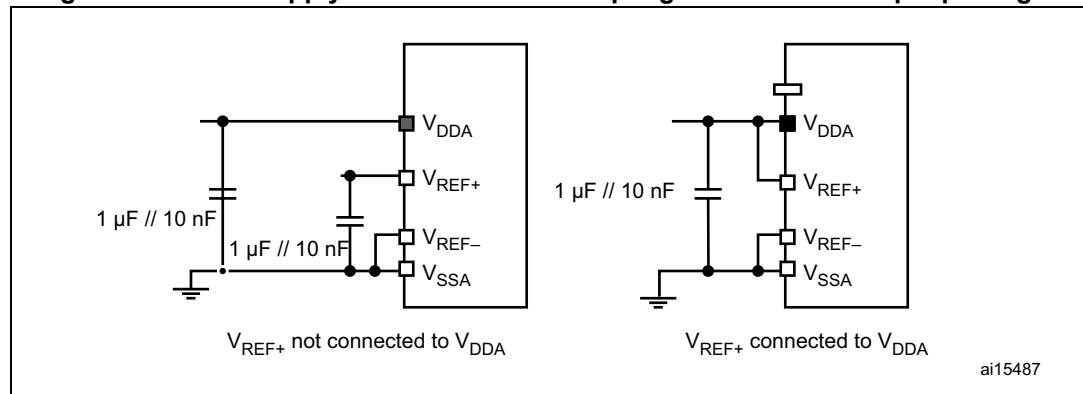 V_DDA
V_REF+
1 µF // 10 nF
1 µF // 10 nF
V_REF–
V_SSA
V_REF+ not connected to V_DDA
V_DDA
V_REF+
1 µF // 10 nF
V_REF–
V_SSA
V_REF+ connected to V_DDA
ai15487